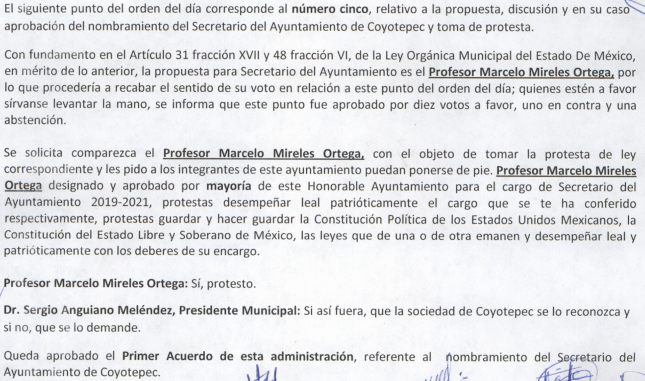 El siguiente punto del orden del día corresponde al número cinco, relativo a la propuesta, discusión y en su caso
aprobación del nombramiento del Secretario del Ayuntamiento de Coyotepec y toma de protesta.
Con fundamento en el Artículo 31 fracción XVII y 48 fracción VI, de la Ley Orgánica Municipal del Estado De México,
en mérito de lo anterior, la propuesta para Secretario del Ayuntamiento es el Profesor Marcelo Mireles Ortega, por
lo que procedería a recabar el sentido de su voto en relación a este punto del orden del día; quienes estén a favor
sírvanse levantar la mano, se informa que este punto fue aprobado por diez votos a favor, uno en contra y una
abstención.
Se solicita comparezca el Profesor Marcelo Mireles Ortega, con el objeto de tomar la protesta de ley
correspondiente y les pido a los integrantes de este ayuntamiento puedan ponerse de pie. Profesor Marcelo Mireles
Ortega designado y aprobado por mayoría de este Honorable Ayuntamiento para el cargo de Secretario del
Ayuntamiento 2019-2021, protestas desempeñar leal patrióticamente el cargo que se te ha conferido
respectivamente, protestas guardar y hacer guardar la Constitución Política de los Estados Unidos Mexicanos, la
Constitución del Estado Libre y Soberano de México, las leyes que de una o de otra emanen y desempeñar leal y
patrióticamente con los deberes de su encargo.
Profesor Marcelo Mireles Ortega: Sí, protesto.
Dr. Sergio Anguiano Meléndez, Presidente Municipal: Si así fuera, que la sociedad de Coyotepec se lo reconozca y
si no, que se lo demande.
Queda aprobado el Primer Acuerdo de esta administración, referente al nombramiento del Secretario del
Ayuntamiento de Coyotepec.